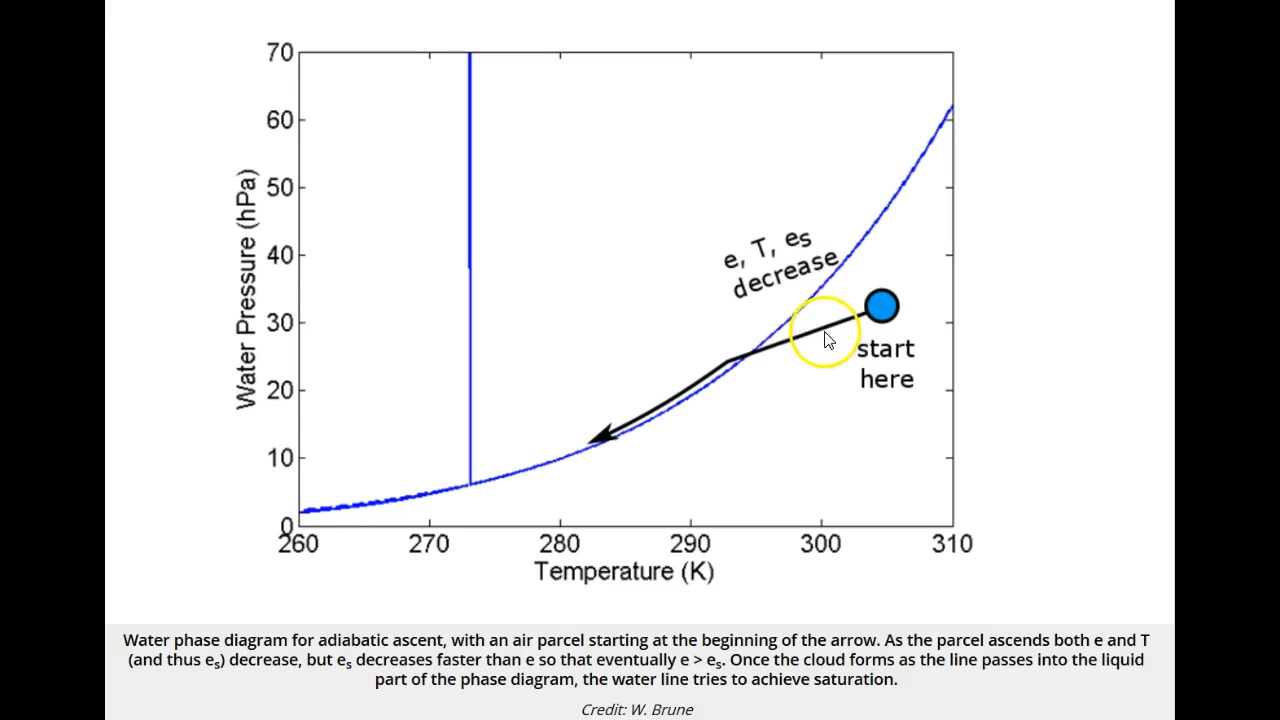 70
60
50
40
30
20
10
0
260 270 280 290 300 310
Water Pressure (hPa)
Temperature (K)
e, T, es
decrease
start
here
Water phase diagram for adiabatic ascent, with an air parcel starting at the beginning of the arrow. As the parcel ascends both e and T
(and thus es) decrease, but es decreases faster than e so that eventually e > es. Once the cloud forms as the line passes into the liquid
part of the phase diagram, the water line tries to achieve saturation.
Credit: W. Brune